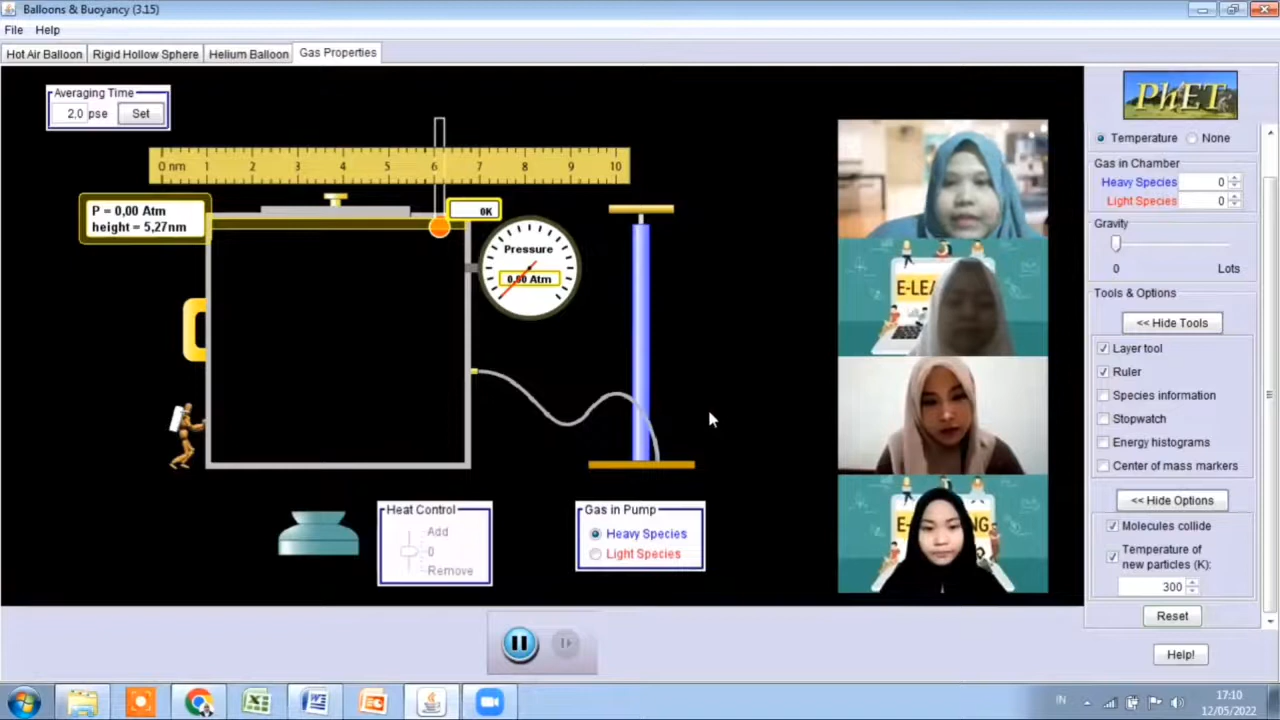 Balloons & Buoyancy (3.15)
File Help
Hot Air Balloon Rigid Hollow Sphere Helium Balloon Gas Properties
Averaging Time
2,0 pse Set
0 nm 1 2 3 4 5 6 7 8 9 10
P = 0,00 Atm
height = 5,27nm
0K
Pressure
0,00 Atm
Heat Control
Add
0
Remove
Gas in Pump
Heavy Species
Light Species
E-LEA
E-
NG
PhET
Temperature None
Gas in Chamber
Heavy Species 0
Light Species 0
Gravity
0 Lots
Tools & Options
<< Hide Tools
Layer tool
Ruler
Species information
Stopwatch
Energy histograms
Center of mass markers
<< Hide Options
Molecules collide
Temperature of
new particles (K):
300
Reset
Help!
IN
17:10
12/05/2022